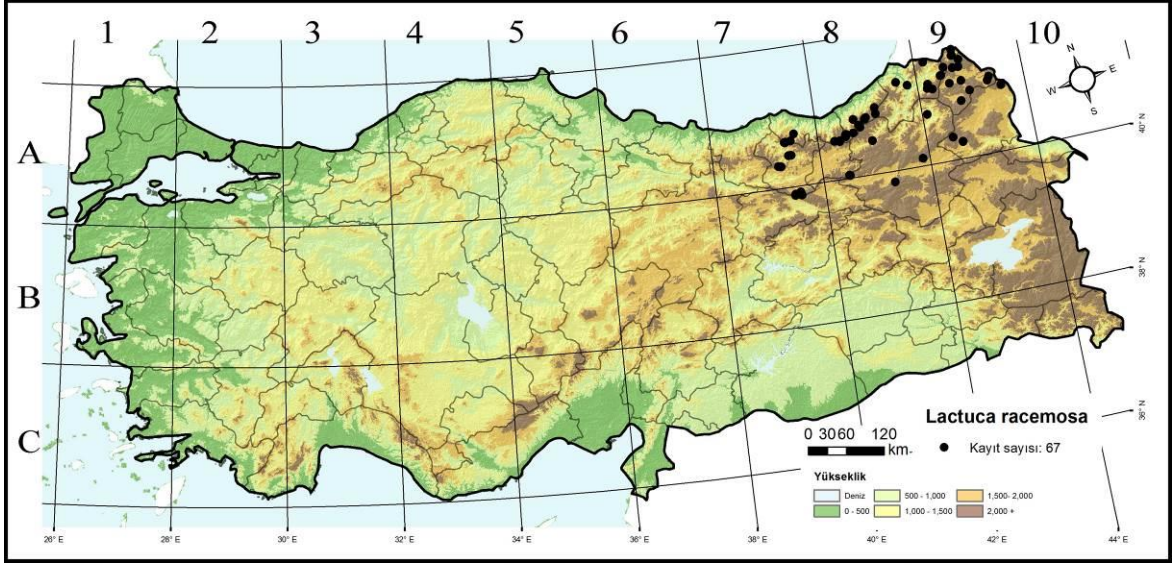 1 2 3 4 5 6 7 8 9 10
N
W E
S
A
B
C
40° N
38° N
36° N
Lactuca racemosa
Kayıt sayısı: 67
0 30 60 120
km
Yükseklik
Deniz 500 - 1,000 1,500- 2,000
0 - 500 1,000 - 1,500 2,000 +
26° E 28° E 30° E 32° E 34° E 36° E 38° E 40° E 42° E 44° E